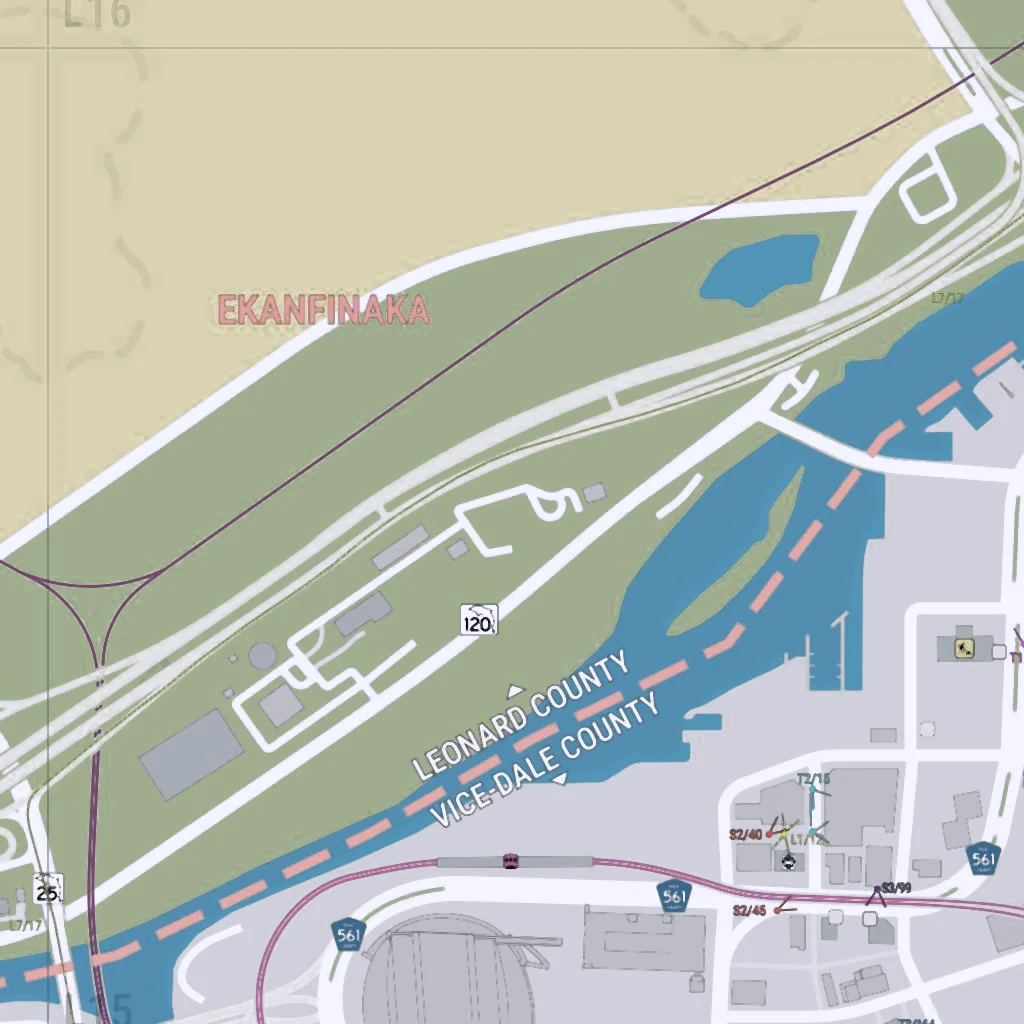 L16
L7/17
EKANFINAKA
120
LEONARD COUNTY
VICE-DALE COUNTY
T2/15
S2/40
L1/12
561
25
S3/99
561
S2/45
L7/17
561
15